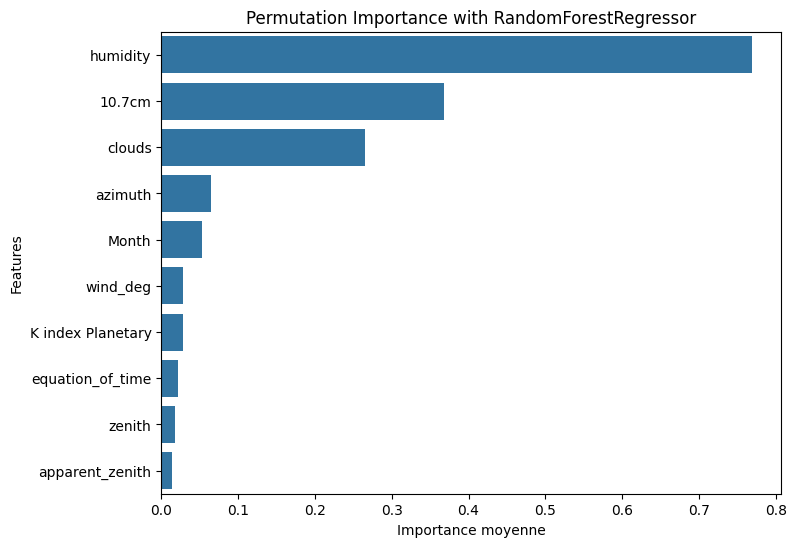 Permutation Importance with RandomForestRegressor
Features
humidity
10.7cm
clouds
azimuth
Month
wind_deg
K index Planetary
equation_of_time
zenith
apparent_zenith
0.0 0.1 0.2 0.3 0.4 0.5 0.6 0.7 0.8
Importance moyenne